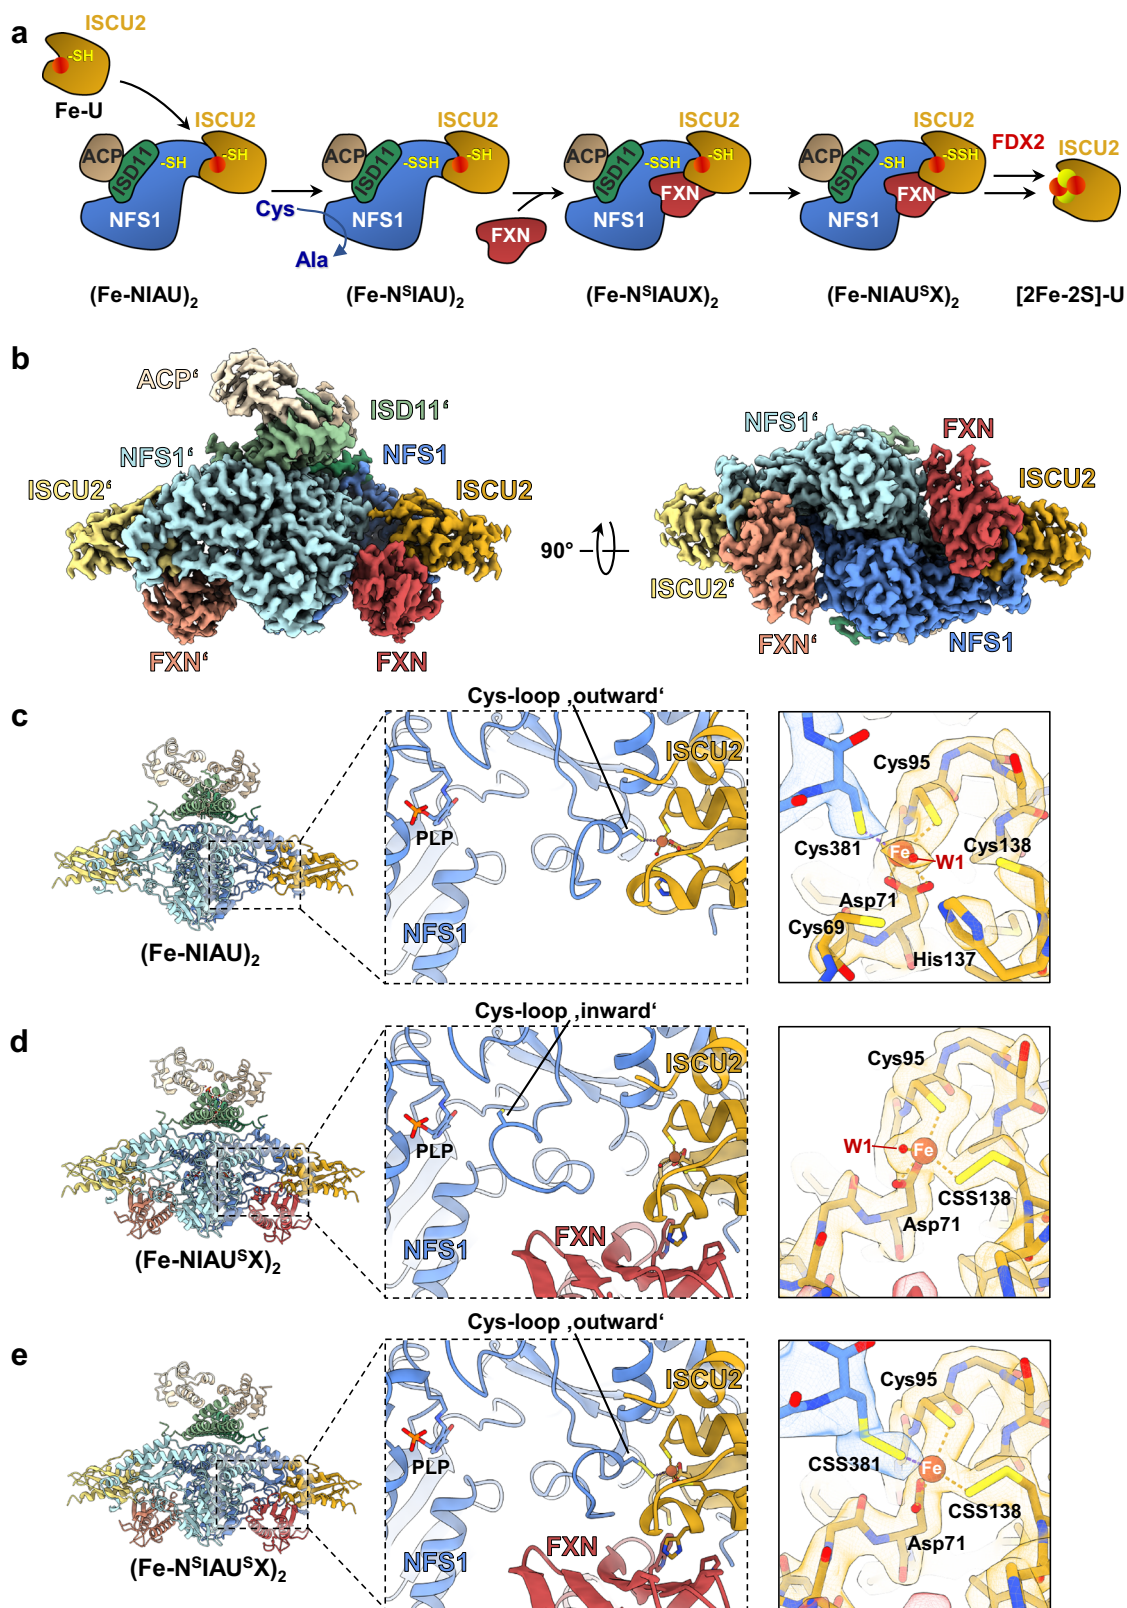 a
ISCU2
-SH
Fe-U
ISCU2
ISCU2
ISCU2
ISCU2
FDX2
ISCU2
ACP
ISD11
-SH
-SH
ACP
ISD11
-SSH
-SH
ACP
ISD11
-SSH
-SH
ACP
ISD11
-SH
-SSH
NFS1
Cys
Ala
NFS1
FXN
NFS1
FXN
NFS1
FXN
(Fe-NIAU)₂
(Fe-NˢIAU)₂
(Fe-NˢIAUX)₂
(Fe-NIAUˢX)₂
[2Fe-2S]-U
b
ACP‘
ISD11‘
NFS1‘
NFS1
ISCU2‘
ISCU2
FXN‘
FXN
90°
NFS1‘
FXN
ISCU2
ISCU2‘
FXN‘
NFS1
c
(Fe-NIAU)₂
Cys-loop ‚outward‘
ISCU2
PLP
NFS1
Cys95
Cys381
Fe
W1
Cys138
Asp71
Cys69
His137
d
(Fe-NIAUˢX)₂
Cys-loop ‚inward‘
ISCU2
PLP
NFS1
FXN
Cys95
W1
Fe
CSS138
Asp71
e
(Fe-NˢIAUˢX)₂
Cys-loop ‚outward‘
ISCU2
PLP
NFS1
FXN
Cys95
CSS381
Fe
CSS138
Asp71